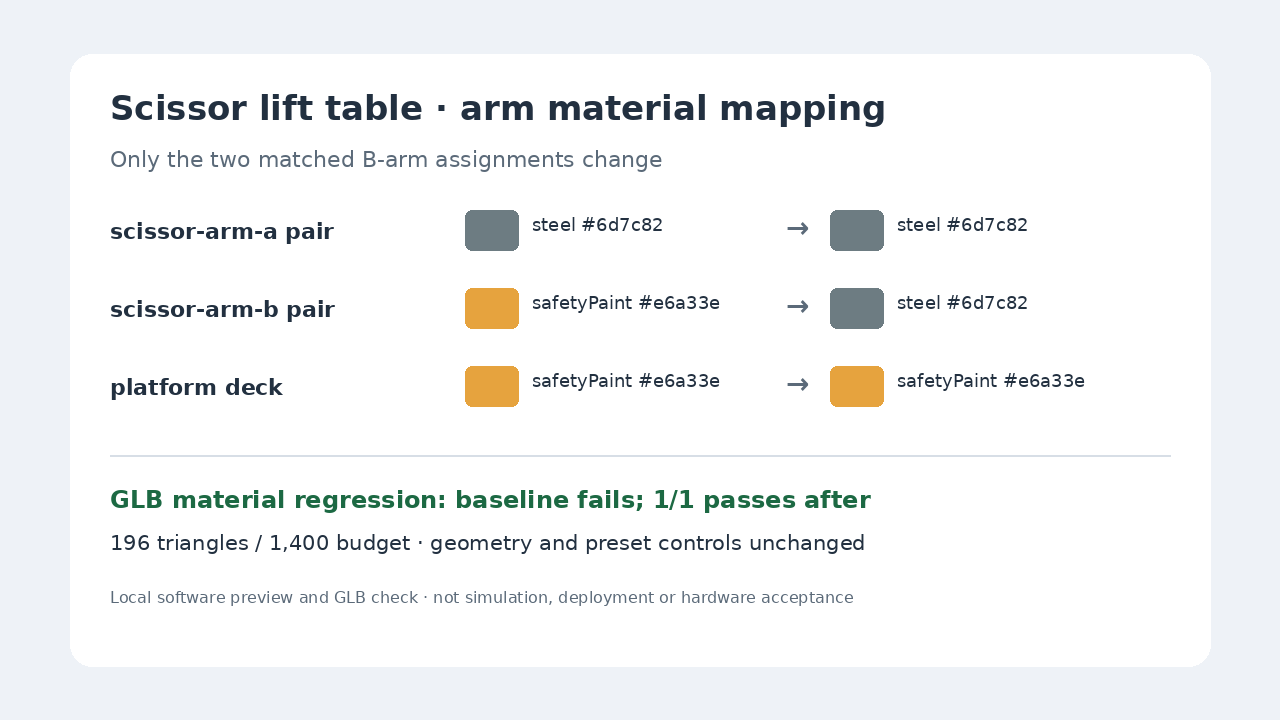 Scissor lift table · arm material mapping
Only the two matched B-arm assignments change
scissor-arm-a pair steel #6d7c82 → steel #6d7c82
scissor-arm-b pair safetyPaint #e6a33e → steel #6d7c82
platform deck safetyPaint #e6a33e → safetyPaint #e6a33e
GLB material regression: baseline fails; 1/1 passes after
196 triangles / 1,400 budget · geometry and preset controls unchanged
Local software preview and GLB check · not simulation, deployment or hardware acceptance